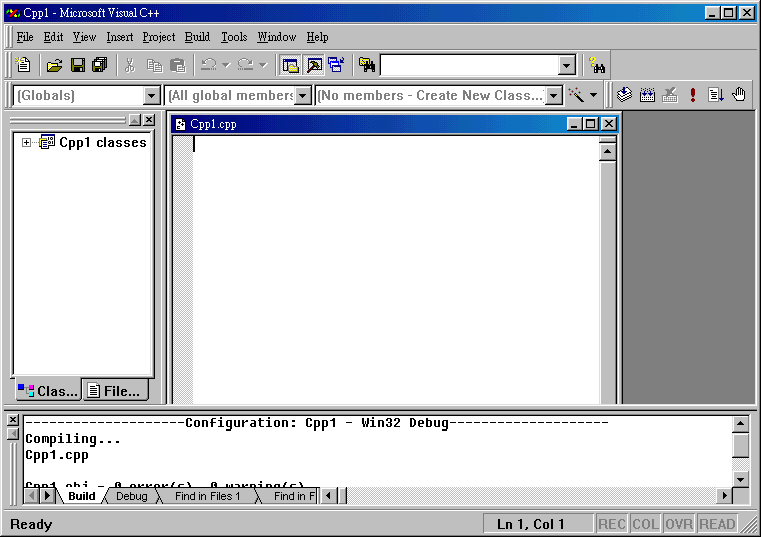 Cpp1 - Microsoft Visual C++
File Edit View Insert Project Build Tools Window Help
(Globals) (All global members (No members - Create New Class...)
Cpp1.cpp
Cpp1 classes
Clas... File...
--------------------Configuration: Cpp1 - Win32 Debug--------------------
Compiling...
Cpp1.cpp
Cpp1.obj - 0 error(s), 0 warning(s)
Build Debug Find in Files 1 Find in F
Ready Ln 1, Col 1 REC COL OVR READ